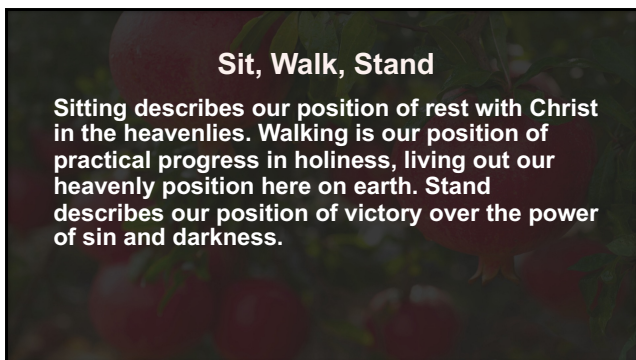 Sit, Walk, Stand
Sitting describes our position of rest with Christ
in the heavenlies. Walking is our position of
practical progress in holiness, living out our
heavenly position here on earth. Stand
describes our position of victory over the power
of sin and darkness.